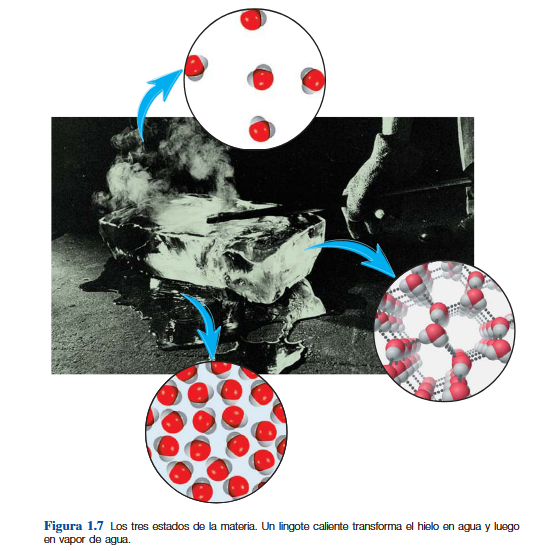 Figura 1.7 Los tres estados de la materia. Un lingote caliente transforma el hielo en agua y luego
en vapor de agua.